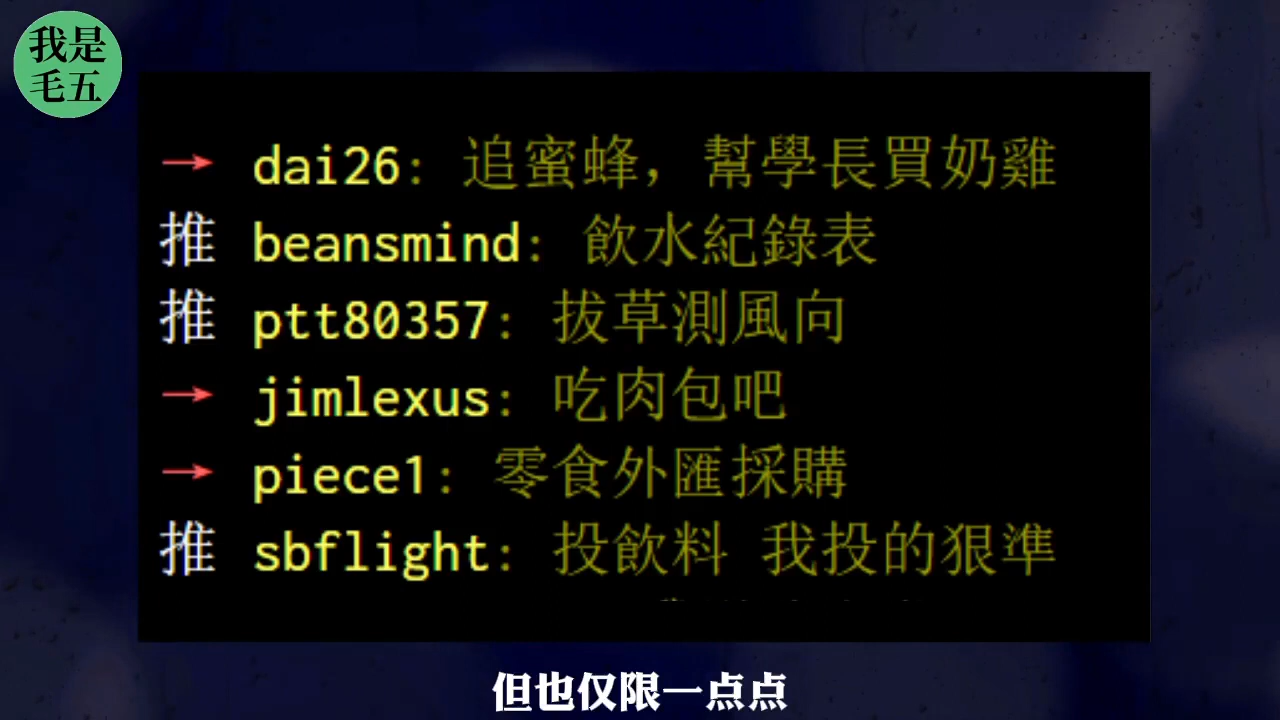 我是
毛五
→ dai26: 追蜜蜂，幫學長買奶雞
推 beansmind: 飲水紀錄表
推 ptt80357: 拔草測風向
→ jimlexus: 吃肉包吧
→ piece1: 零食外匯採購
推 sbflight: 投飲料 我投的狠準
但也仅限一点点